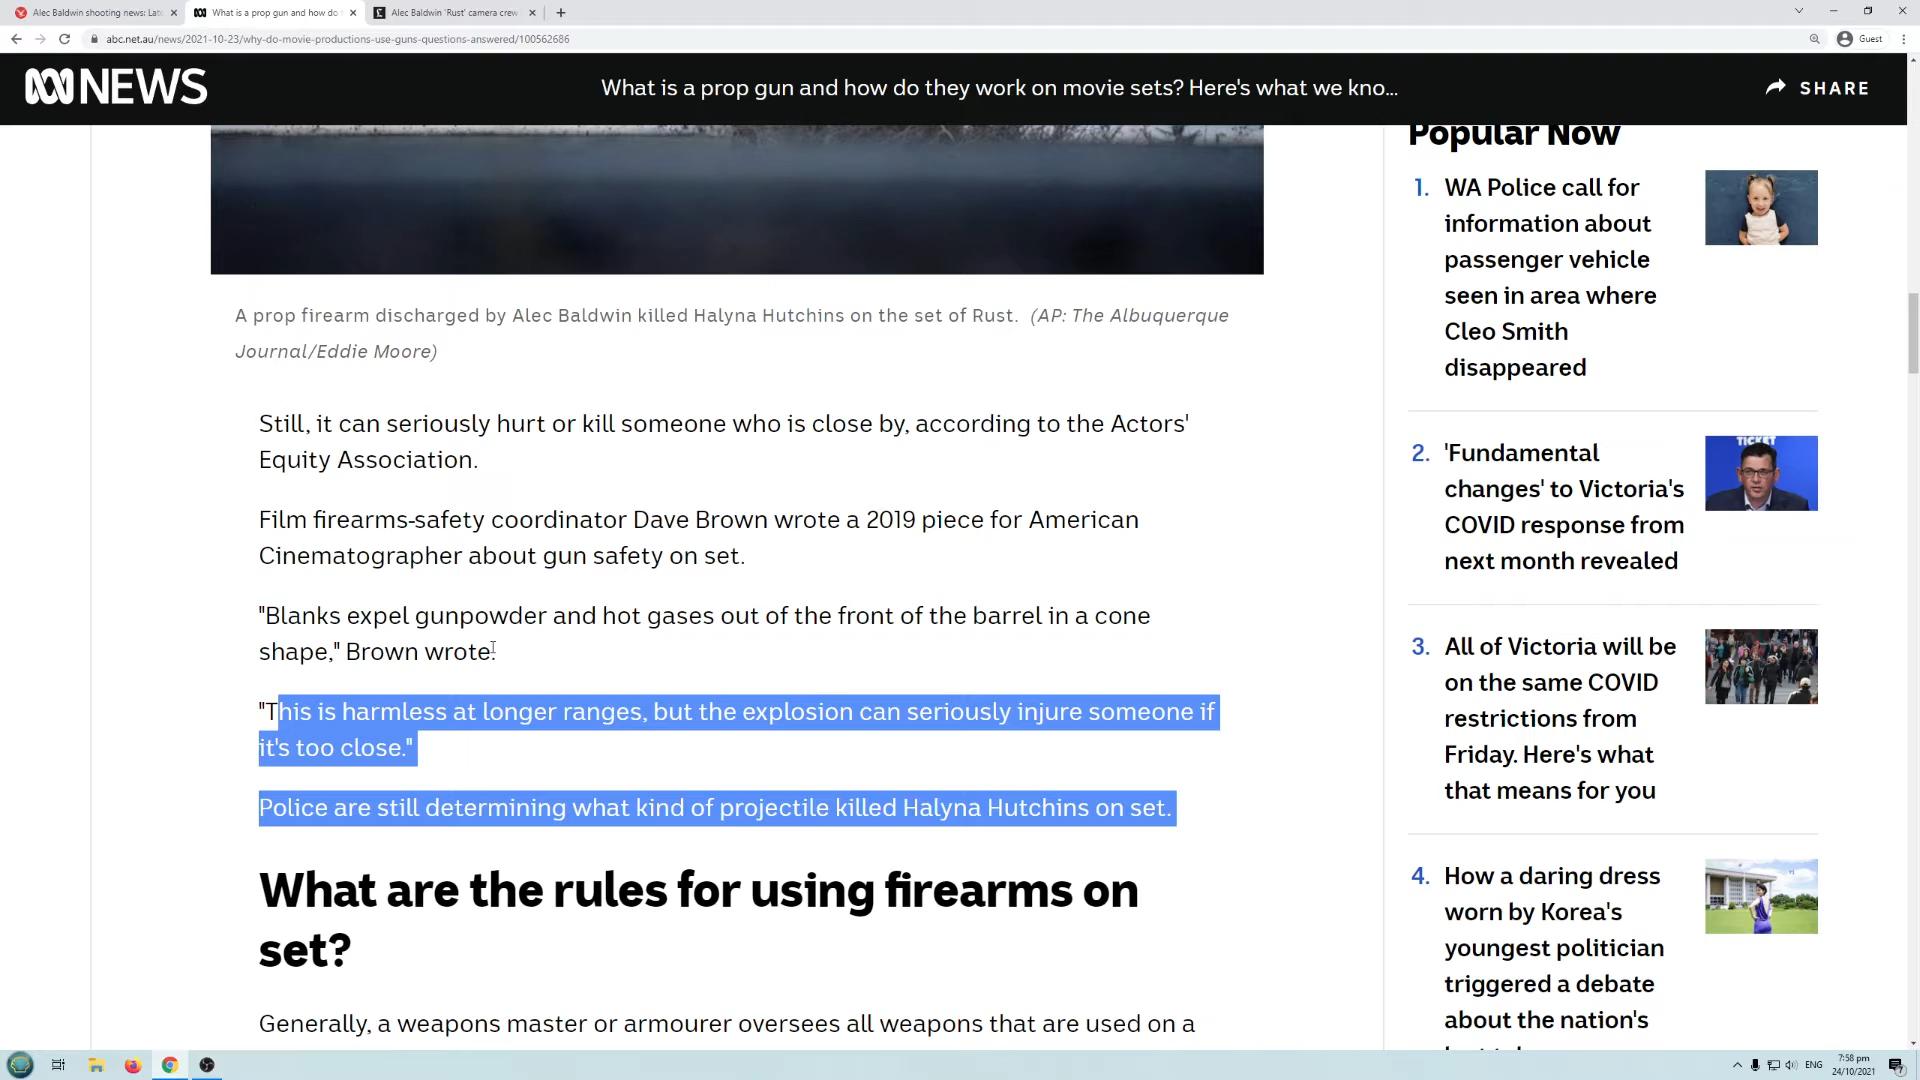 Alec Baldwin shooting news: Late
What is a prop gun and how do t
Alec Baldwin 'Rust' camera crew
abc.net.au/news/2021-10-23/why-do-movie-productions-use-guns-questions-answered/100562686
Guest
NEWS
What is a prop gun and how do they work on movie sets? Here's what we kno...
SHARE
A prop firearm discharged by Alec Baldwin killed Halyna Hutchins on the set of Rust. (AP: The Albuquerque
Journal/Eddie Moore)
Still, it can seriously hurt or kill someone who is close by, according to the Actors'
Equity Association.
Film firearms-safety coordinator Dave Brown wrote a 2019 piece for American
Cinematographer about gun safety on set.
"Blanks expel gunpowder and hot gases out of the front of the barrel in a cone
shape," Brown wrote.
"This is harmless at longer ranges, but the explosion can seriously injure someone if
it's too close."
Police are still determining what kind of projectile killed Halyna Hutchins on set.
What are the rules for using firearms on
set?
Generally, a weapons master or armourer oversees all weapons that are used on a
Popular Now
1. WA Police call for
information about
passenger vehicle
seen in area where
Cleo Smith
disappeared
2. 'Fundamental
changes' to Victoria's
COVID response from
next month revealed
TICKET
3. All of Victoria will be
on the same COVID
restrictions from
Friday. Here's what
that means for you
4. How a daring dress
worn by Korea's
youngest politician
triggered a debate
about the nation's
ENG
7:58 pm
24/10/2021